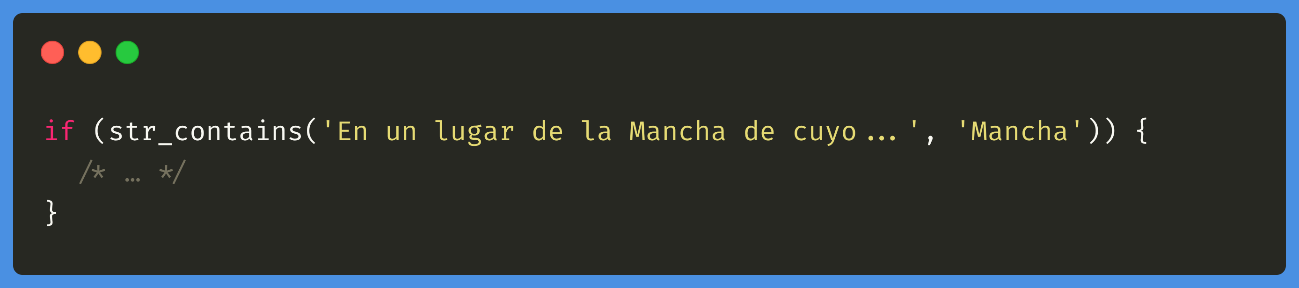 if (str_contains('En un lugar de la Mancha de cuyo...', 'Mancha')) {
/* … */
}